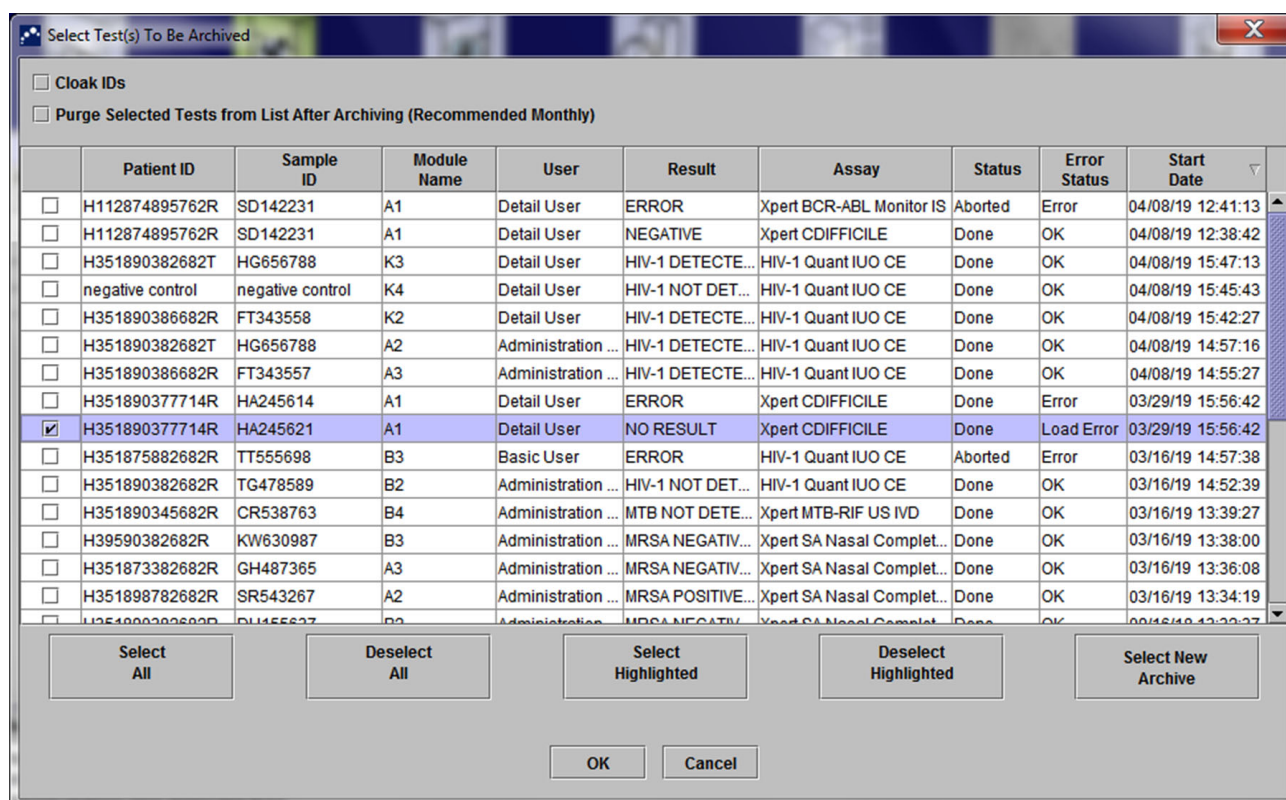 Select Test(s) To Be Archived
Cloak IDs
Purge Selected Tests from List After Archiving (Recommended Monthly)
Patient ID Sample ID Module Name User Result Assay Status Error Status Start Date
H112874895762R SD142231 A1 Detail User ERROR Xpert BCR-ABL Monitor IS Aborted Error 04/08/19 12:41:13
H112874895762R SD142231 A1 Detail User NEGATIVE Xpert CDIFFICILE Done OK 04/08/19 12:38:42
H351890382682T HG656788 K3 Detail User HIV-1 DETECTE... HIV-1 Quant IUO CE Done OK 04/08/19 15:47:13
negative control negative control K4 Detail User HIV-1 NOT DET... HIV-1 Quant IUO CE Done OK 04/08/19 15:45:43
H351890386682R FT343558 K2 Detail User HIV-1 DETECTE... HIV-1 Quant IUO CE Done OK 04/08/19 15:42:27
H351890382682T HG656788 A2 Administration ... HIV-1 DETECTE... HIV-1 Quant IUO CE Done OK 04/08/19 14:57:16
H351890386682R FT343557 A3 Administration ... HIV-1 DETECTE... HIV-1 Quant IUO CE Done OK 04/08/19 14:55:27
H351890377714R HA245614 A1 Detail User ERROR Xpert CDIFFICILE Done Error 03/29/19 15:56:42
H351890377714R HA245621 A1 Detail User NO RESULT Xpert CDIFFICILE Done Load Error 03/29/19 15:56:42
H351875882682R TT555698 B3 Basic User ERROR HIV-1 Quant IUO CE Aborted Error 03/16/19 14:57:38
H351890382682R TG478589 B2 Administration ... HIV-1 NOT DET... HIV-1 Quant IUO CE Done OK 03/16/19 14:52:39
H351890345682R CR538763 B4 Administration ... MTB NOT DETE... Xpert MTB-RIF US IVD Done OK 03/16/19 13:39:27
H39590382682R KW630987 B3 Administration ... MRSA NEGATIV... Xpert SA Nasal Complet... Done OK 03/16/19 13:38:00
H351873382682R GH487365 A3 Administration ... MRSA NEGATIV... Xpert SA Nasal Complet... Done OK 03/16/19 13:36:08
H351898782682R SR543267 A2 Administration ... MRSA POSITIVE... Xpert SA Nasal Complet... Done OK 03/16/19 13:34:19
Select All Deselect All Select Highlighted Deselect Highlighted Select New Archive
OK Cancel